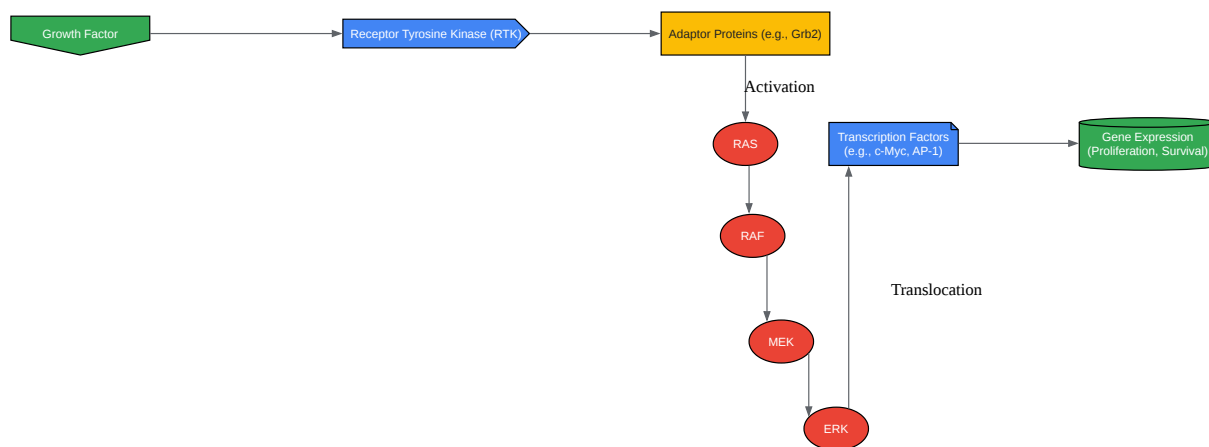 Growth Factor
Receptor Tyrosine Kinase (RTK)
Adaptor Proteins (e.g., Grb2)
Activation
RAS
Transcription Factors
(e.g., c-Myc, AP-1)
Gene Expression
(Proliferation, Survival)
RAF
Translocation
MEK
ERK